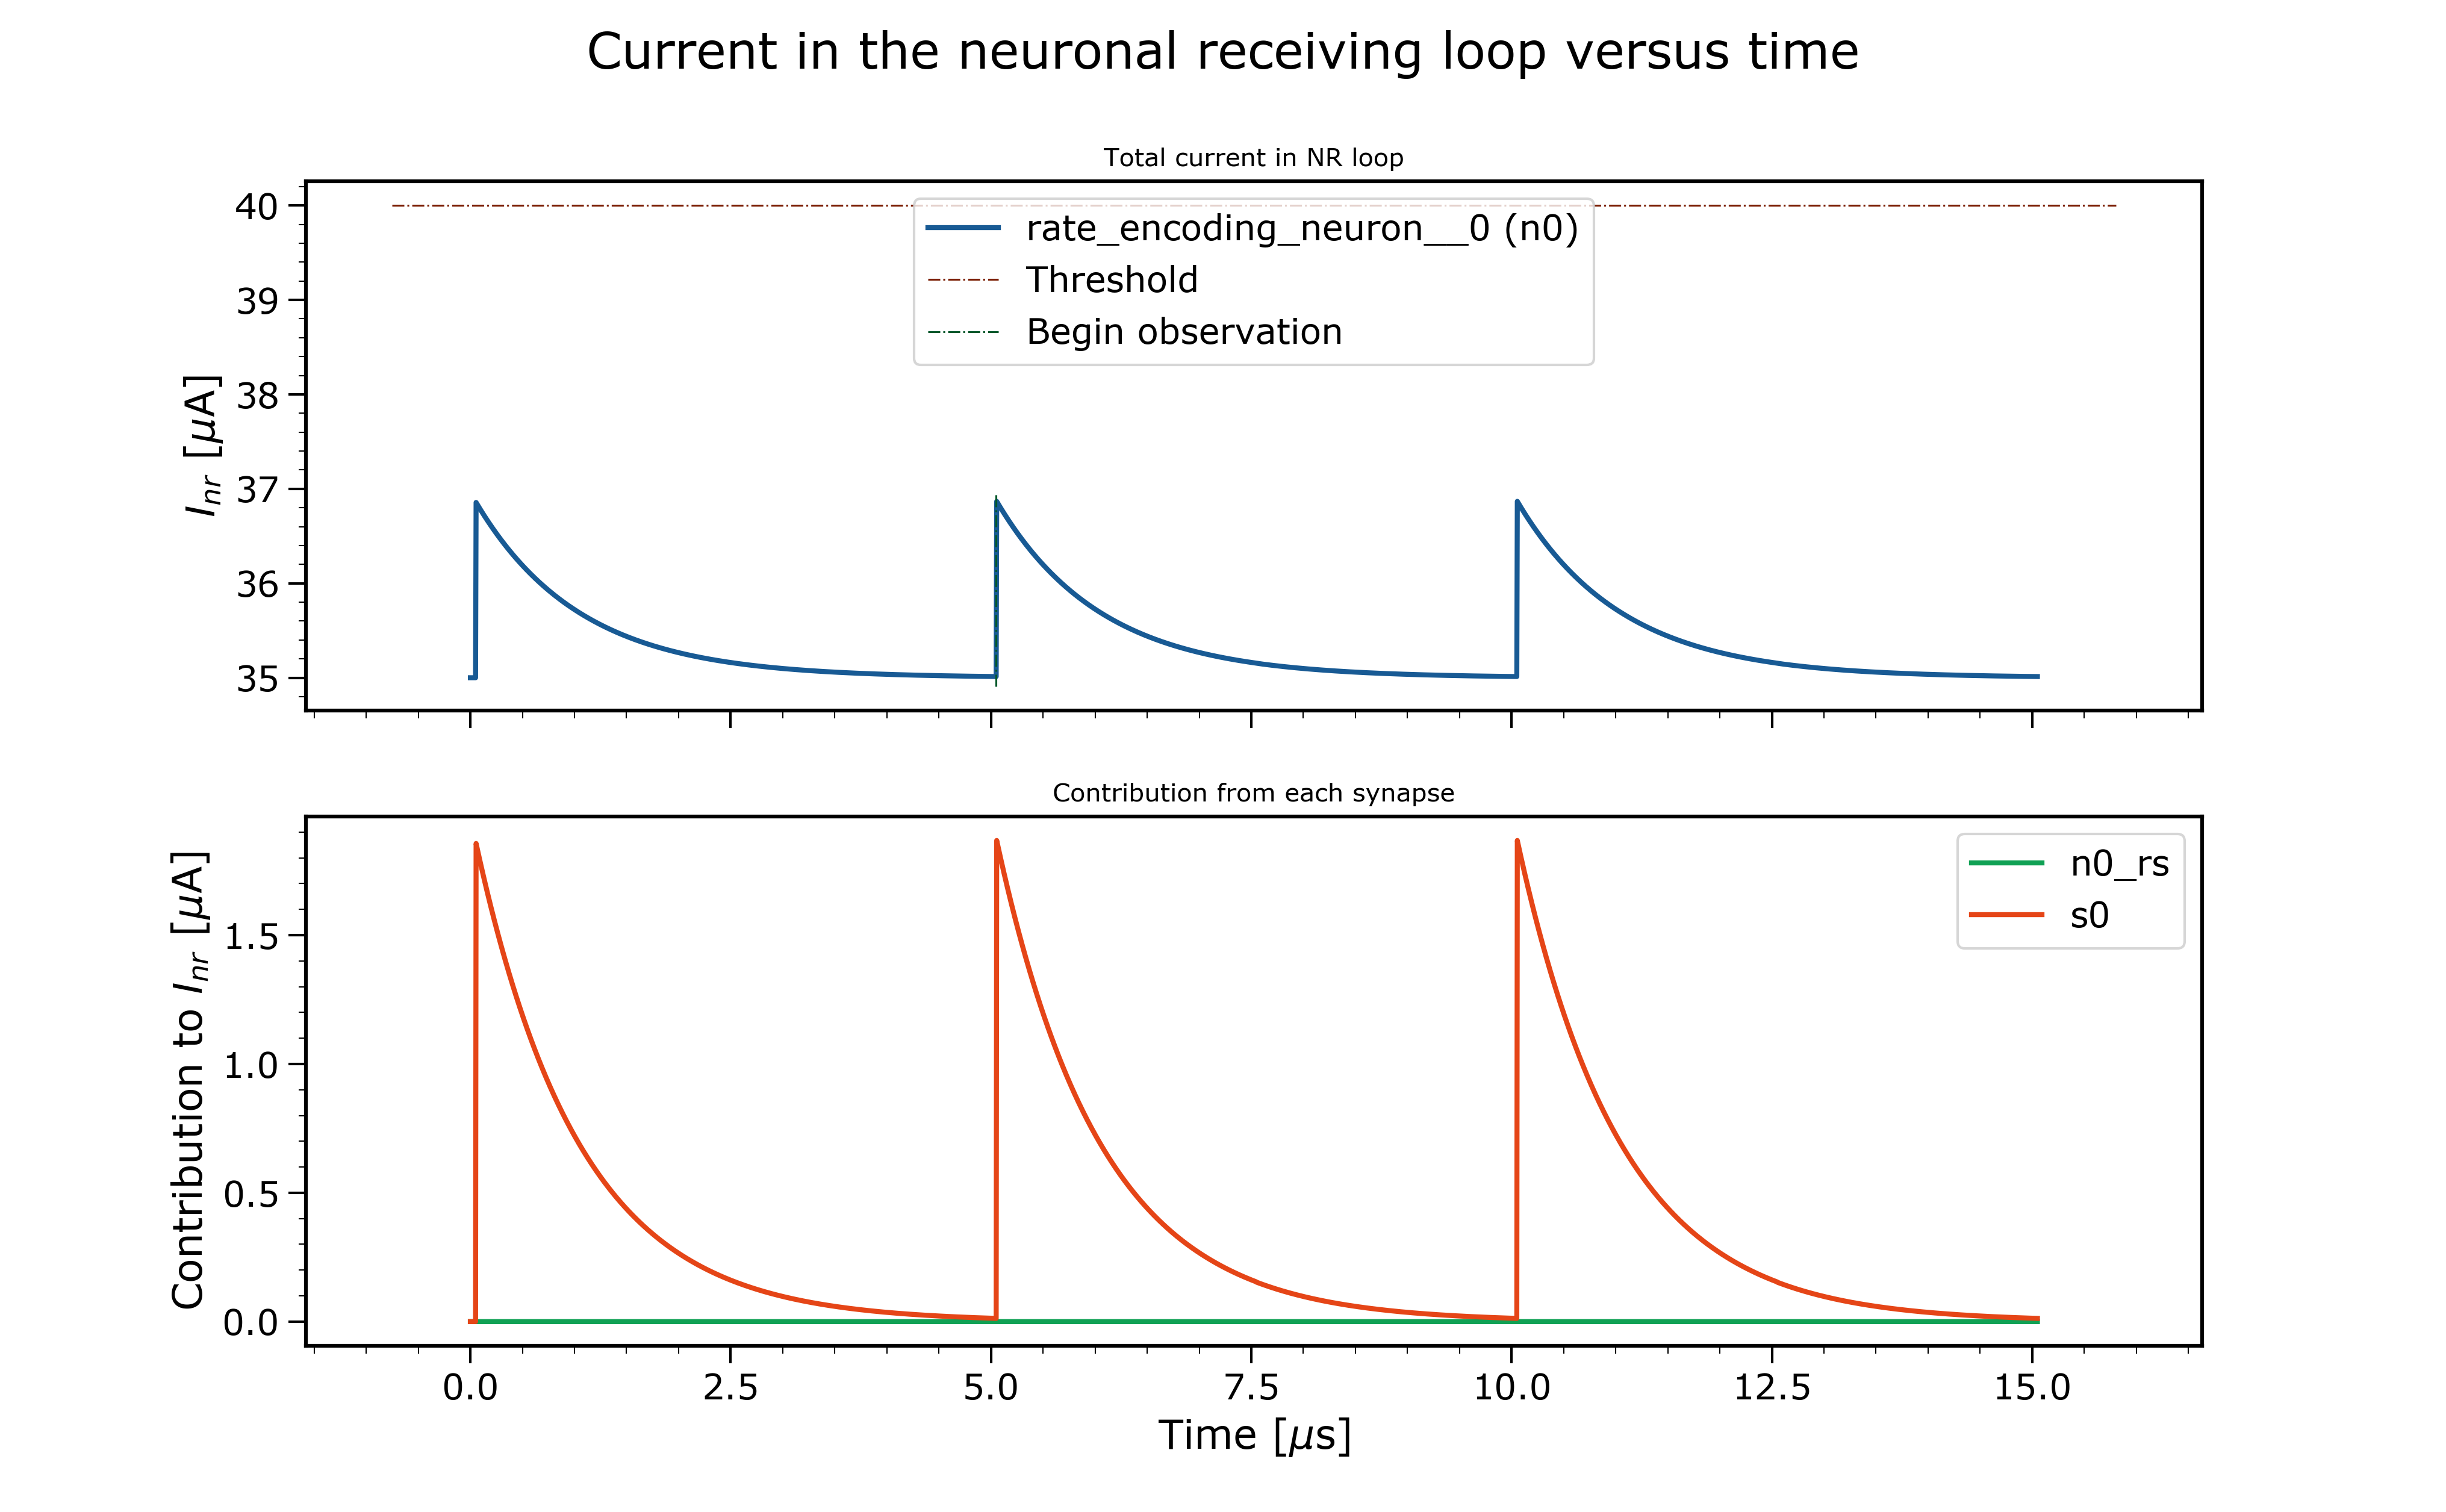 Current in the neuronal receiving loop versus time
Total current in NR loop
40
39
38
37
36
35
I_nr [μA]
rate_encoding_neuron__0 (n0)
Threshold
Begin observation
Contribution from each synapse
1.5
1.0
0.5
0.0
Contribution to I_nr [μA]
n0_rs
s0
0.0 2.5 5.0 7.5 10.0 12.5 15.0
Time [μs]